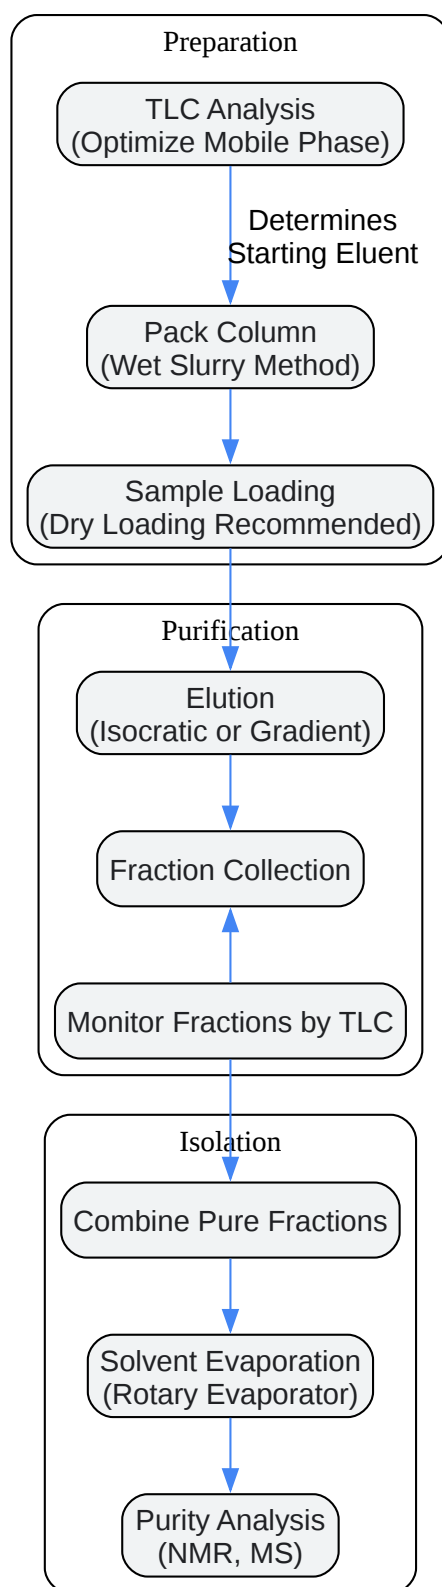 Preparation
TLC Analysis
(Optimize Mobile Phase)
Determines
Starting Eluent
Pack Column
(Wet Slurry Method)
Sample Loading
(Dry Loading Recommended)
Purification
Elution
(Isocratic or Gradient)
Fraction Collection
Monitor Fractions by TLC
Isolation
Combine Pure Fractions
Solvent Evaporation
(Rotary Evaporator)
Purity Analysis
(NMR, MS)